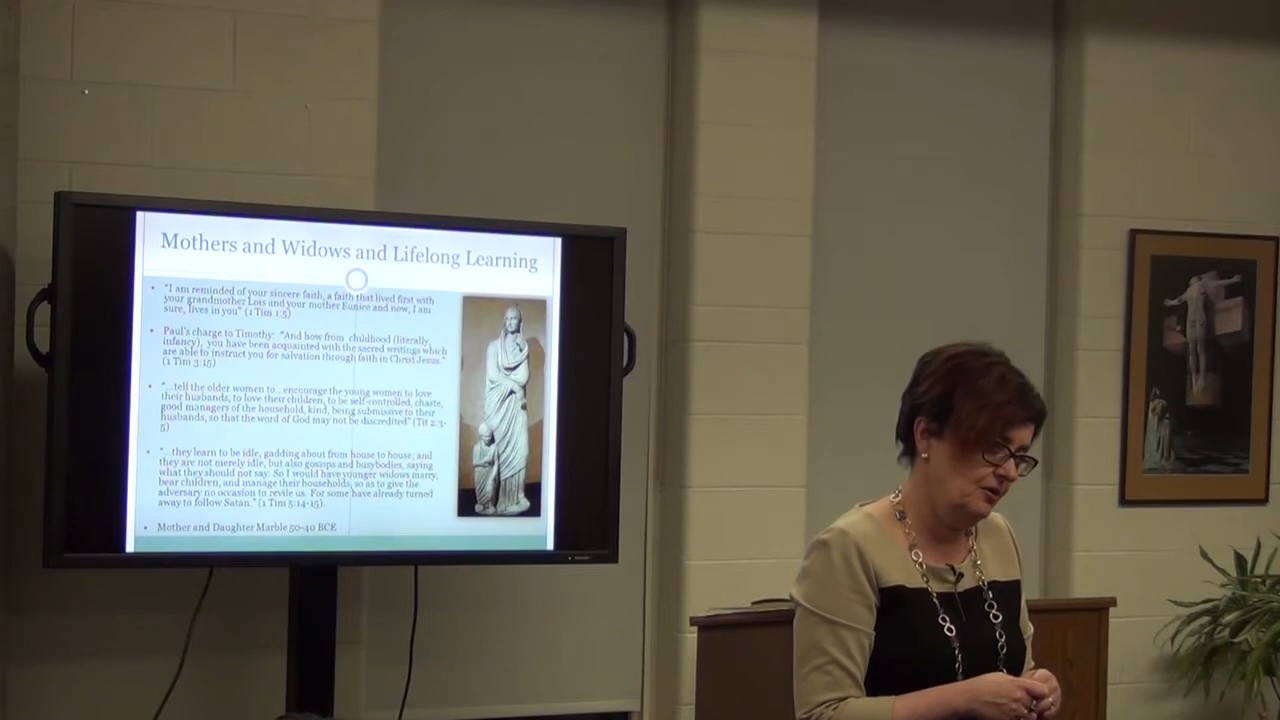 Mothers and Widows and Lifelong Learning
• "I am reminded of your sincere faith, a faith that lived first with
your grandmother Lois and your mother Eunice and now, I am
sure, lives in you" (1 Tim 1:5)
• Paul's charge to Timothy: "And how from childhood (literally
infancy), you have been acquainted with the sacred writings which
are able to instruct you for salvation through faith in Christ Jesus."
(1 Tim 3:15)
• "...tell the older women to...encourage the young women to love
their husbands, to love their children, to be self-controlled, chaste,
good managers of the household, kind, being submissive to their
husbands, so that the word of God may not be discredited" (Tit 2:3-
5)
• "...they learn to be idle, gadding about from house to house; and
they are not merely idle, but also gossips and busybodies, saying
what they should not say. So I would have younger widows marry,
bear children, and manage their households, so as to give the
adversary no occasion to revile us. For some have already turned
away to follow Satan." (1 Tim 5:14-15).
• Mother and Daughter Marble 50-40 BCE